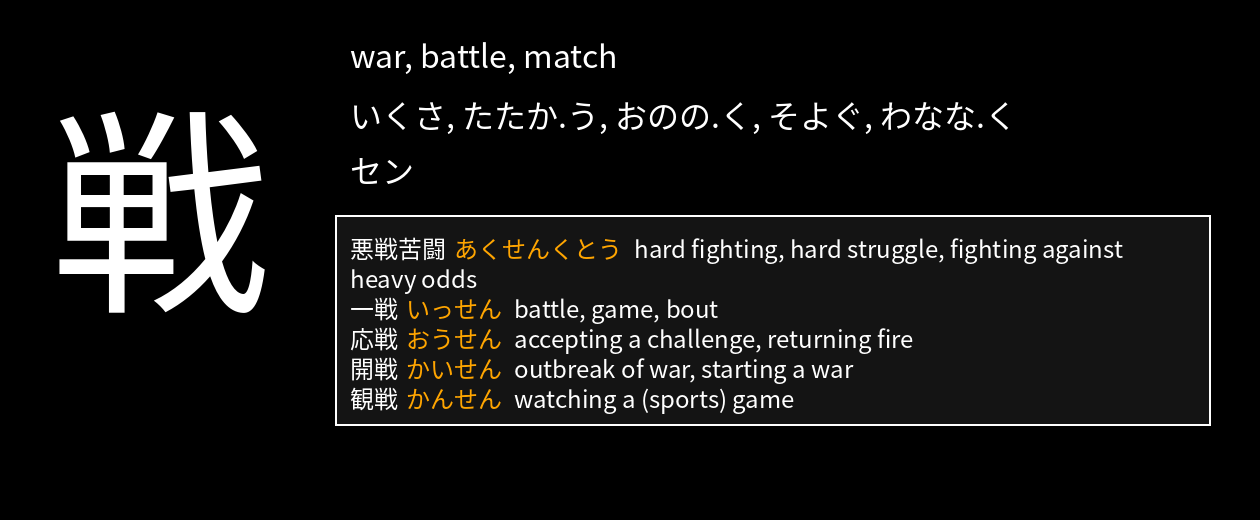 戦
war, battle, match
いくさ, たたか.う, おのの.く, そよぐ, わなな.く
セン
悪戦苦闘 あくせんくとう hard fighting, hard struggle, fighting against
heavy odds
一戦 いっせん battle, game, bout
応戦 おうせん accepting a challenge, returning fire
開戦 かいせん outbreak of war, starting a war
観戦 かんせん watching a (sports) game